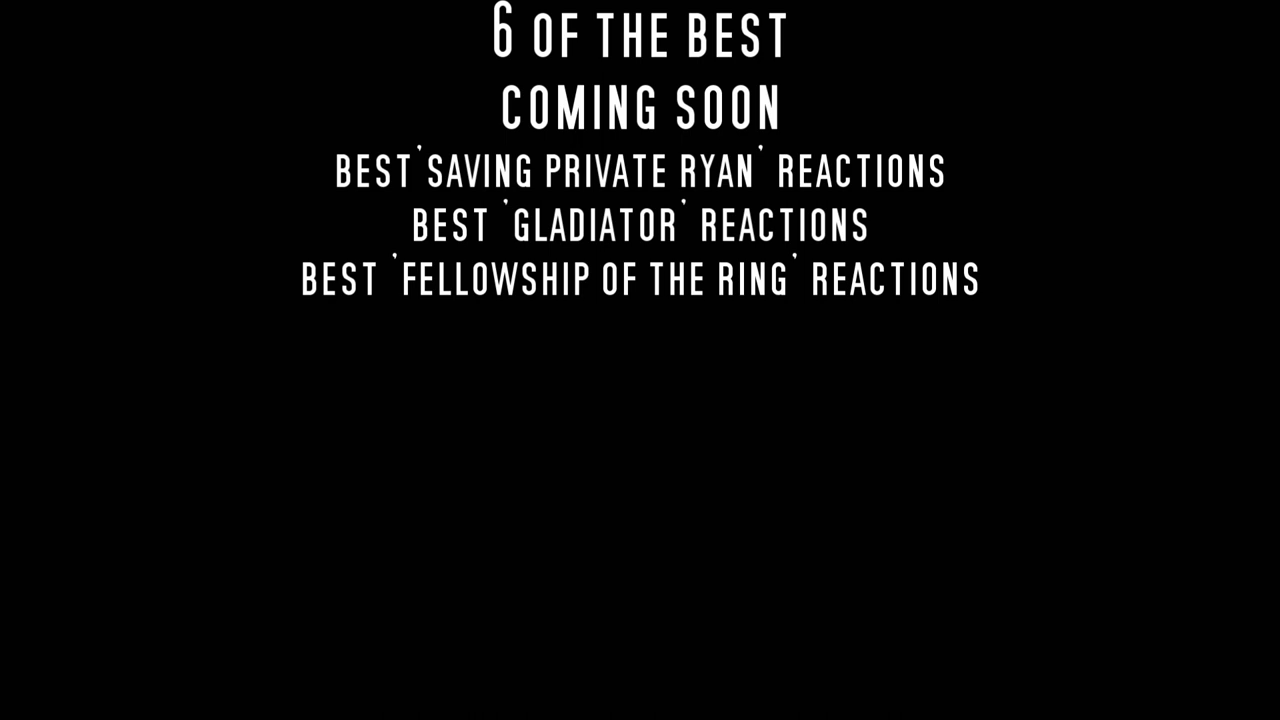 6 OF THE BEST
COMING SOON
BEST 'SAVING PRIVATE RYAN' REACTIONS
BEST 'GLADIATOR' REACTIONS
BEST 'FELLOWSHIP OF THE RING' REACTIONS